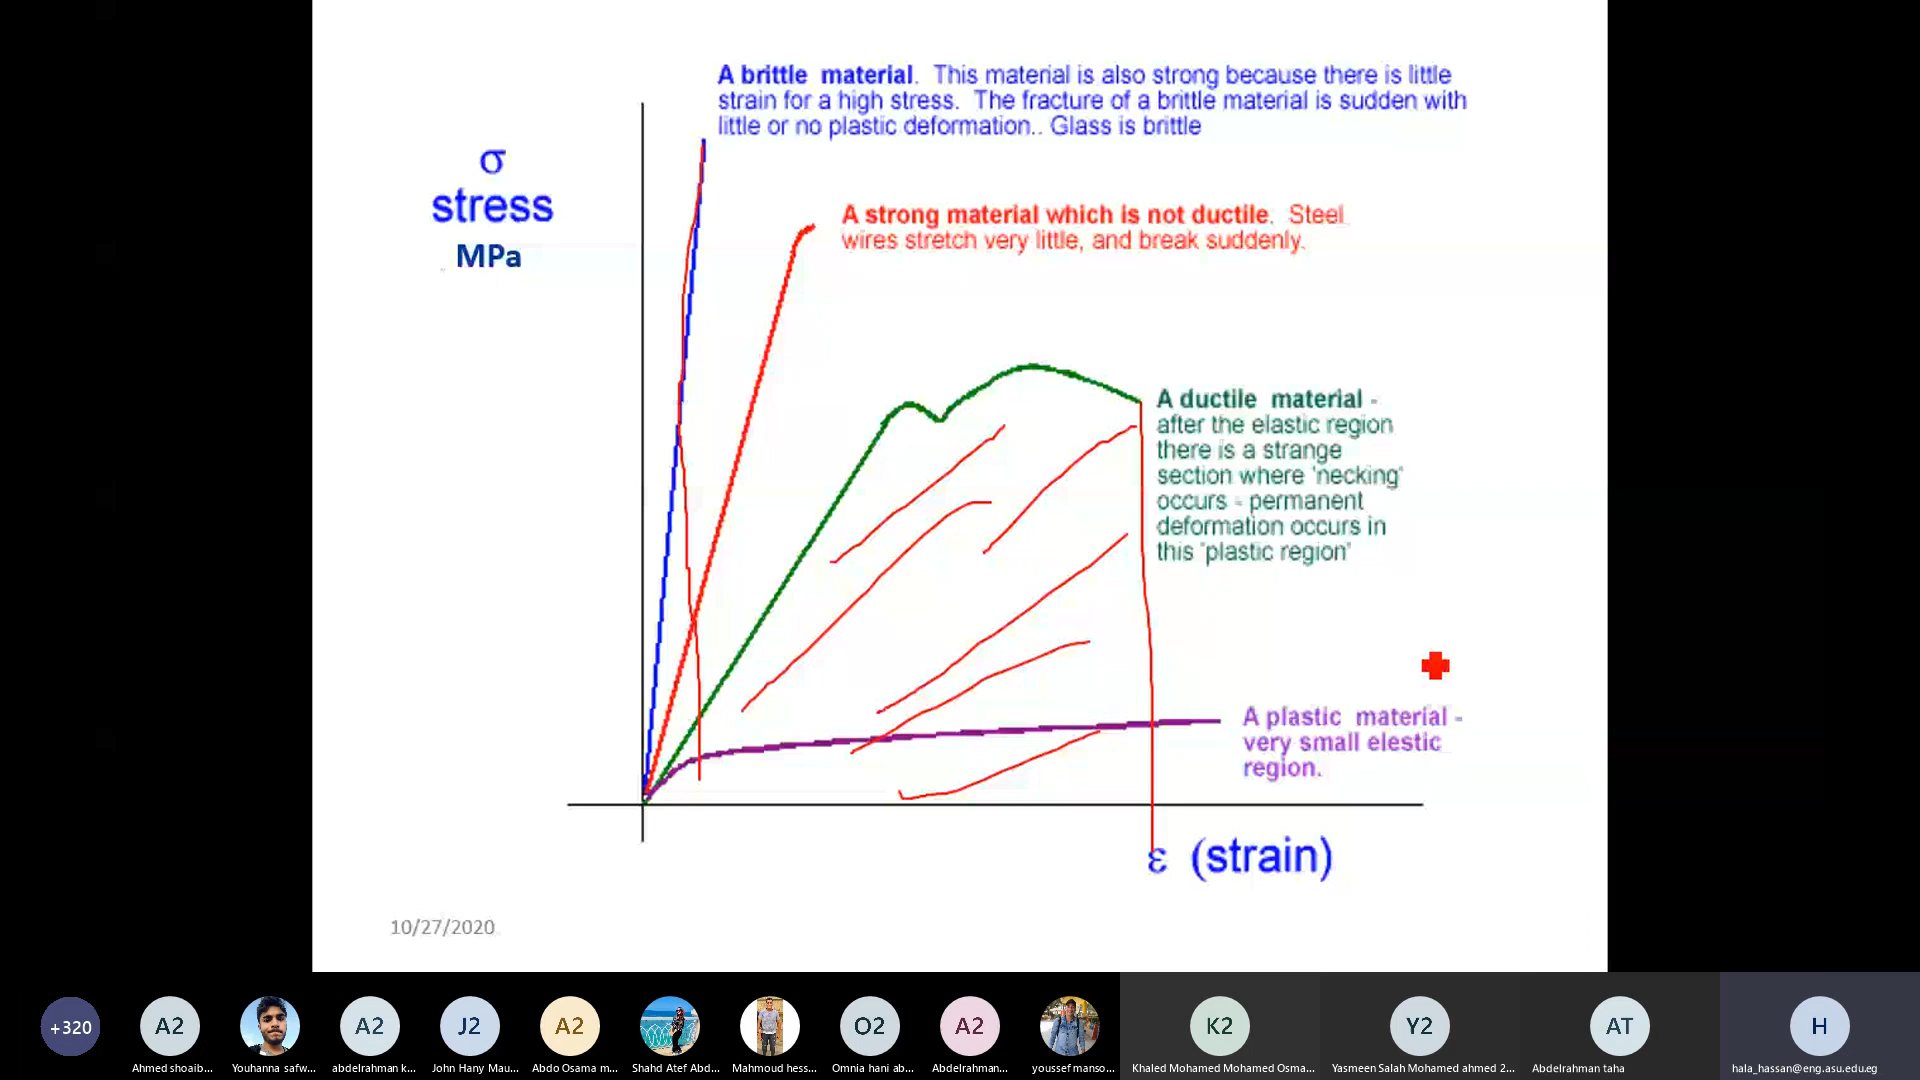 A brittle material. This material is also strong because there is little
strain for a high stress. The fracture of a brittle material is sudden with
little or no plastic deformation.. Glass is brittle
σ
stress
MPa
A strong material which is not ductile. Steel
wires stretch very little, and break suddenly.
A ductile material -
after the elastic region
there is a strange
section where 'necking'
occurs - permanent
deformation occurs in
this 'plastic region'
A plastic material -
very small elestic
region.
ε (strain)
10/27/2020
+320
A2
A2
J2
A2
O2
A2
K2
Y2
AT
H
Ahmed shoaib...
Youhanna safw...
abdelrahman k...
John Hany Mau...
Abdo Osama m...
Shahd Atef Abd...
Mahmoud hess...
Omnia hani ab...
Abdelrahman...
youssef manso...
Khaled Mohamed Mohamed Osma...
Yasmeen Salah Mohamed ahmed 2...
Abdelrahman taha
hala_hassan@eng.asu.edu.eg